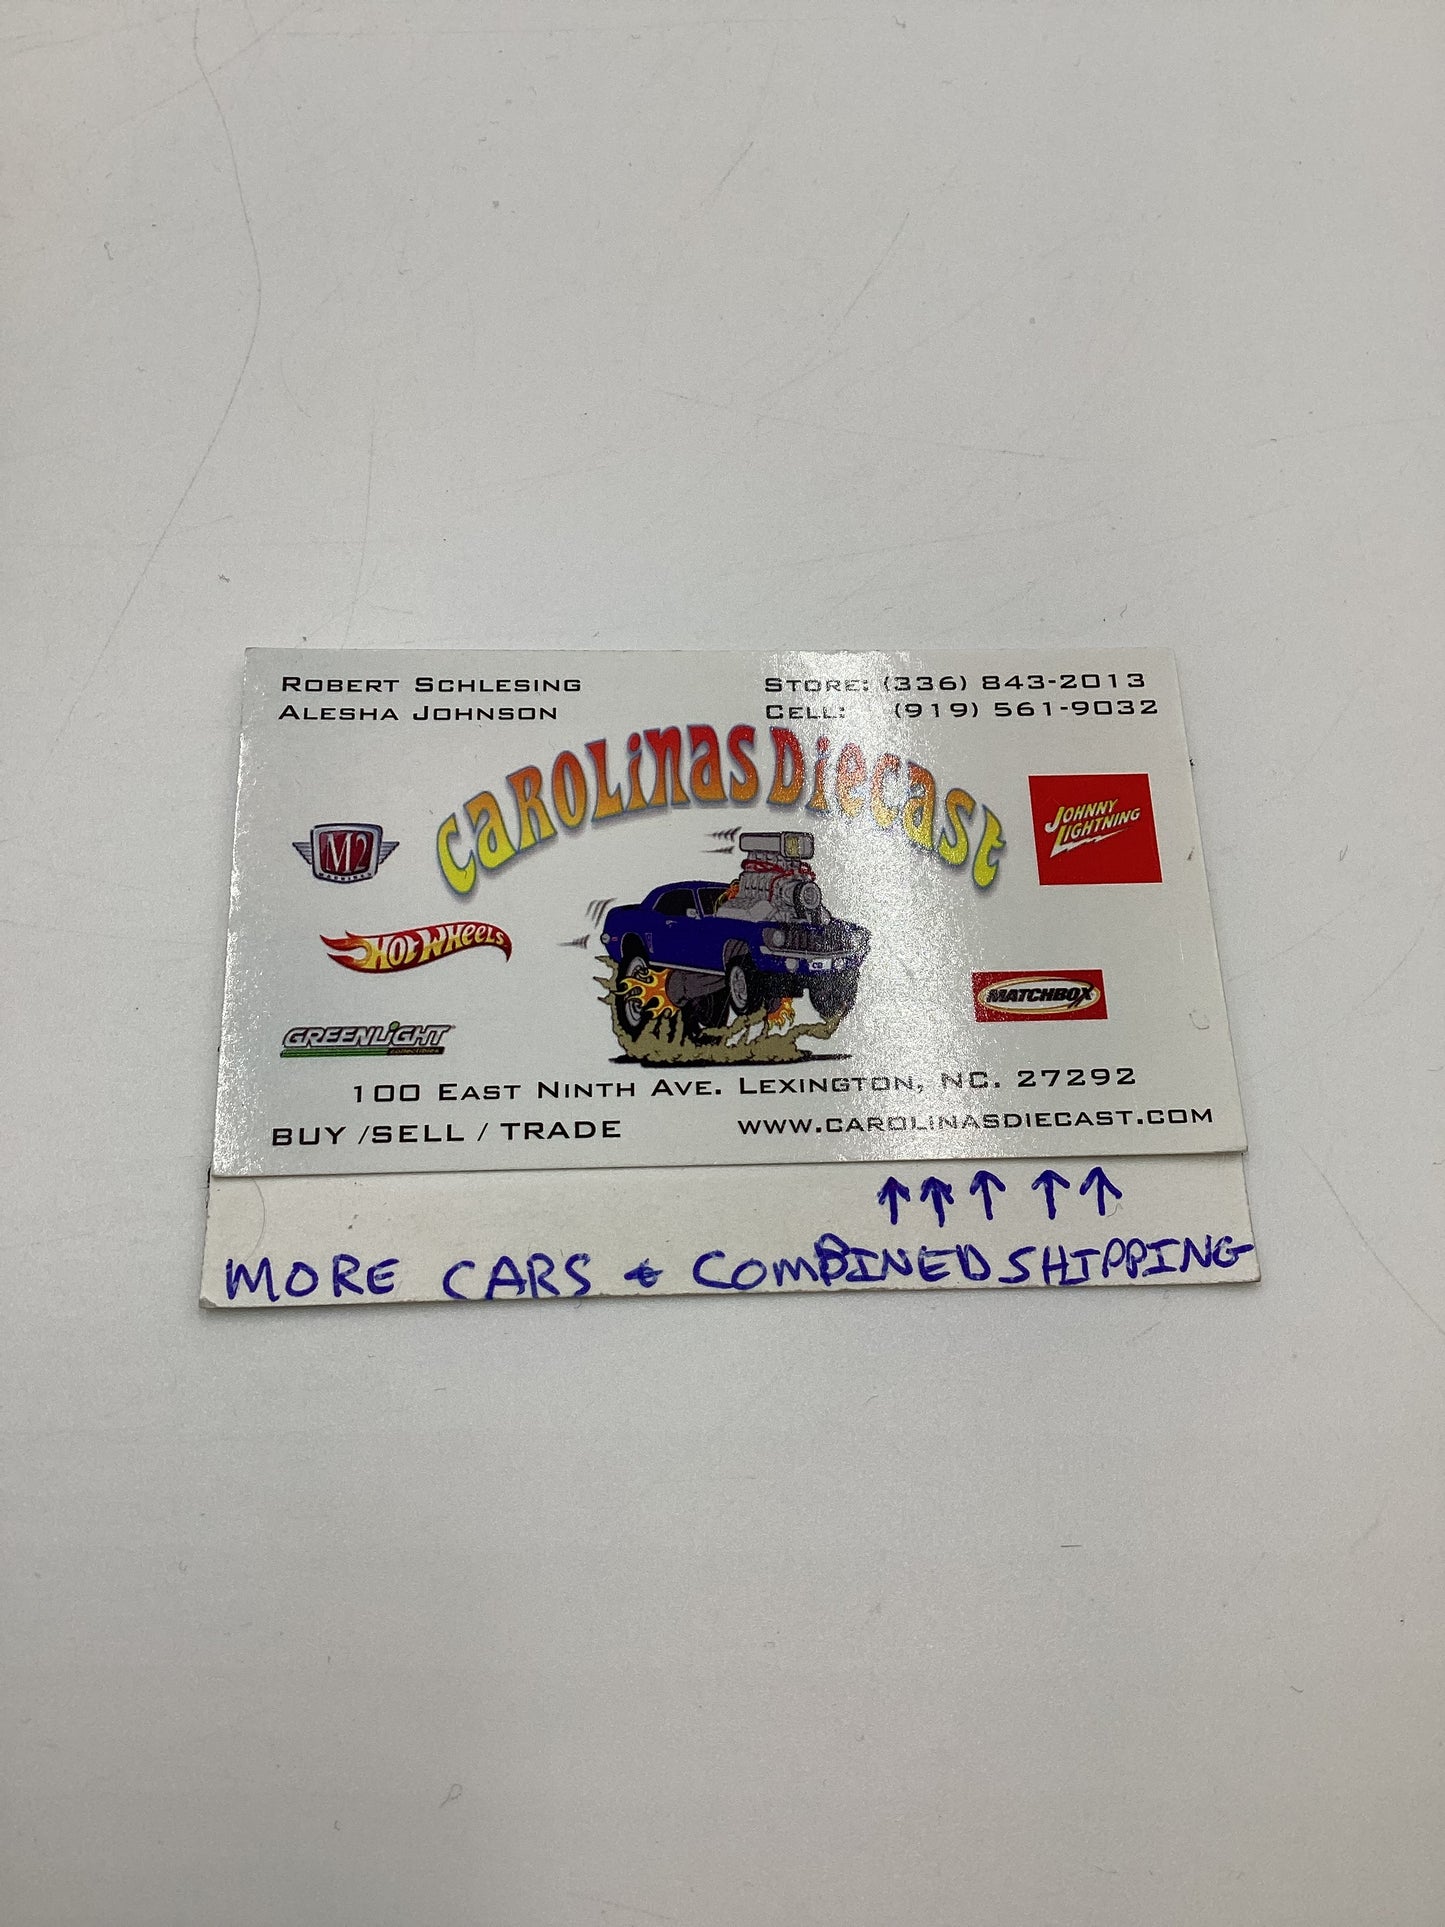 ROBERT SCHLESING
ALESHA JOHNSON
STORE: (336) 843-2013
CELL: (919) 561-9032
CAROLINAS DIECAST
M2
MACHINES
JOHNNY
LIGHTNING
HOT WHEELS
MATCHBOX
GREENLIGHT
collectibles
100 EAST NINTH AVE. LEXINGTON, NC. 27292
BUY /SELL / TRADE
WWW.CAROLINASDIECAST.COM
↑ ↑ ↑ ↑ ↑
MORE CARS & COMBINED SHIPPING